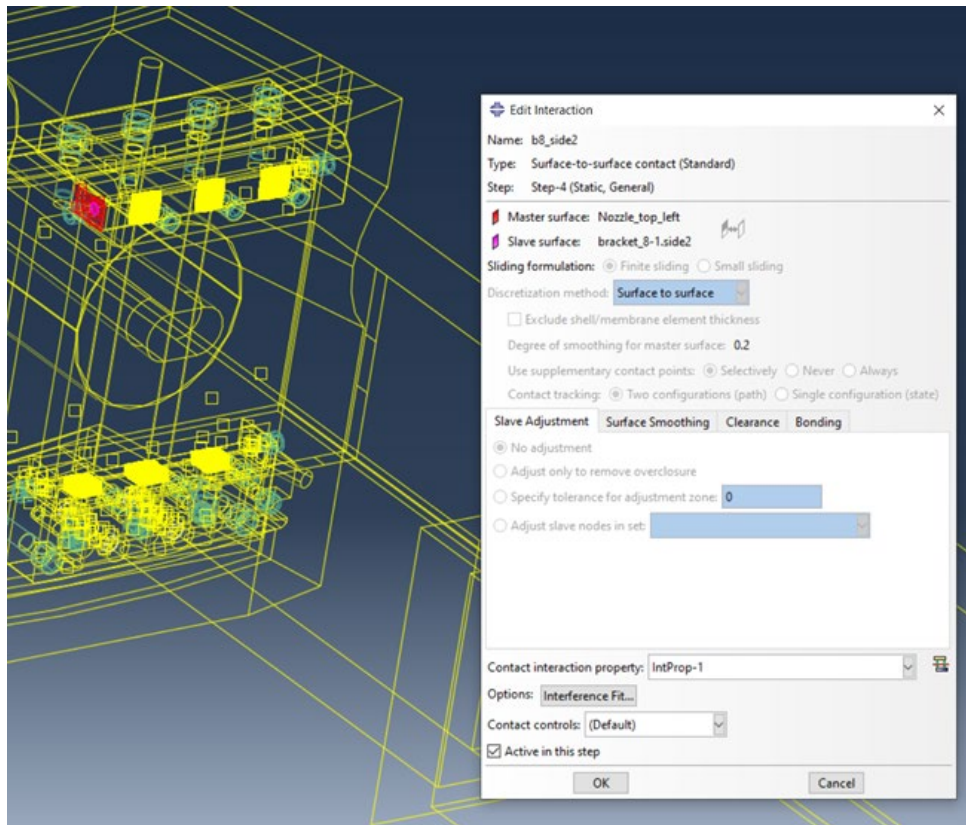 Edit Interaction
Name: b8_side2
Type: Surface-to-surface contact (Standard)
Step: Step-4 (Static, General)
Master surface: Nozzle_top_left
Slave surface: bracket_8-1.side2
Sliding formulation: Finite sliding Small sliding
Discretization method: Surface to surface
Exclude shell/membrane element thickness
Degree of smoothing for master surface: 0.2
Use supplementary contact points: Selectively Never Always
Contact tracking: Two configurations (path) Single configuration (state)
Slave Adjustment Surface Smoothing Clearance Bonding
No adjustment
Adjust only to remove overclosure
Specify tolerance for adjustment zone: 0
Adjust slave nodes in set:
Contact interaction property: IntProp-1
Options: Interference Fit...
Contact controls: (Default)
Active in this step
OK Cancel